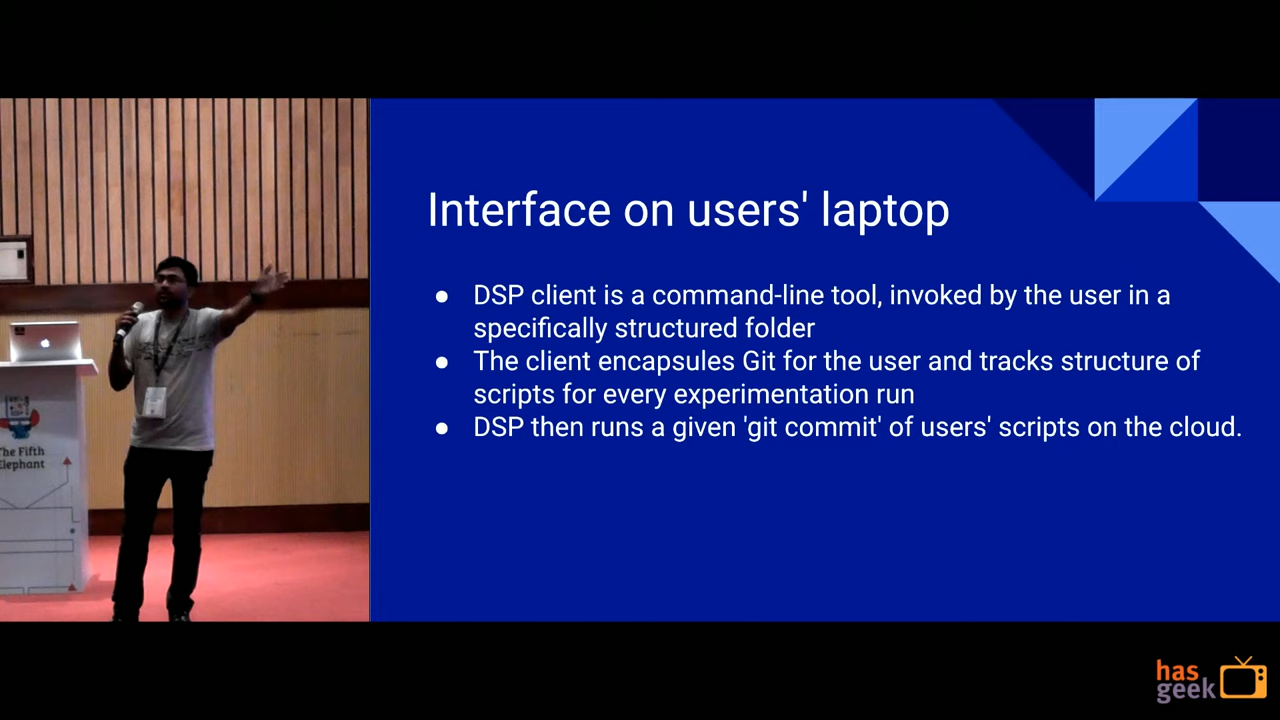 Interface on users' laptop
● DSP client is a command-line tool, invoked by the user in a
specifically structured folder
● The client encapsules Git for the user and tracks structure of
scripts for every experimentation run
● DSP then runs a given 'git commit' of users' scripts on the cloud.
The Fifth
Elephant
has
geek